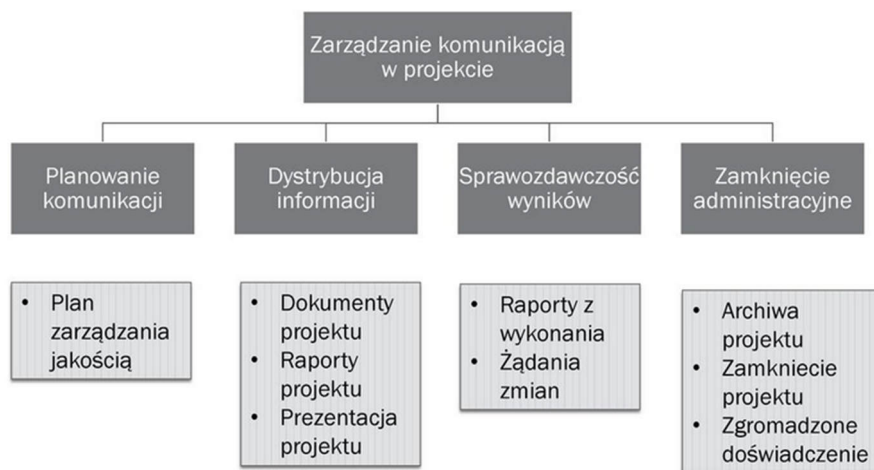 Zarządzanie komunikacją
w projekcie
Planowanie
komunikacji
Dystrybucja
informacji
Sprawozdawczość
wyników
Zamknięcie
administracyjne
• Plan
zarządzania
jakością
• Dokumenty
projektu
• Raporty
projektu
• Prezentacja
projektu
• Raporty z
wykonania
• Żądania
zmian
• Archiwa
projektu
• Zamkniecie
projektu
• Zgromadzone
doświadczenie